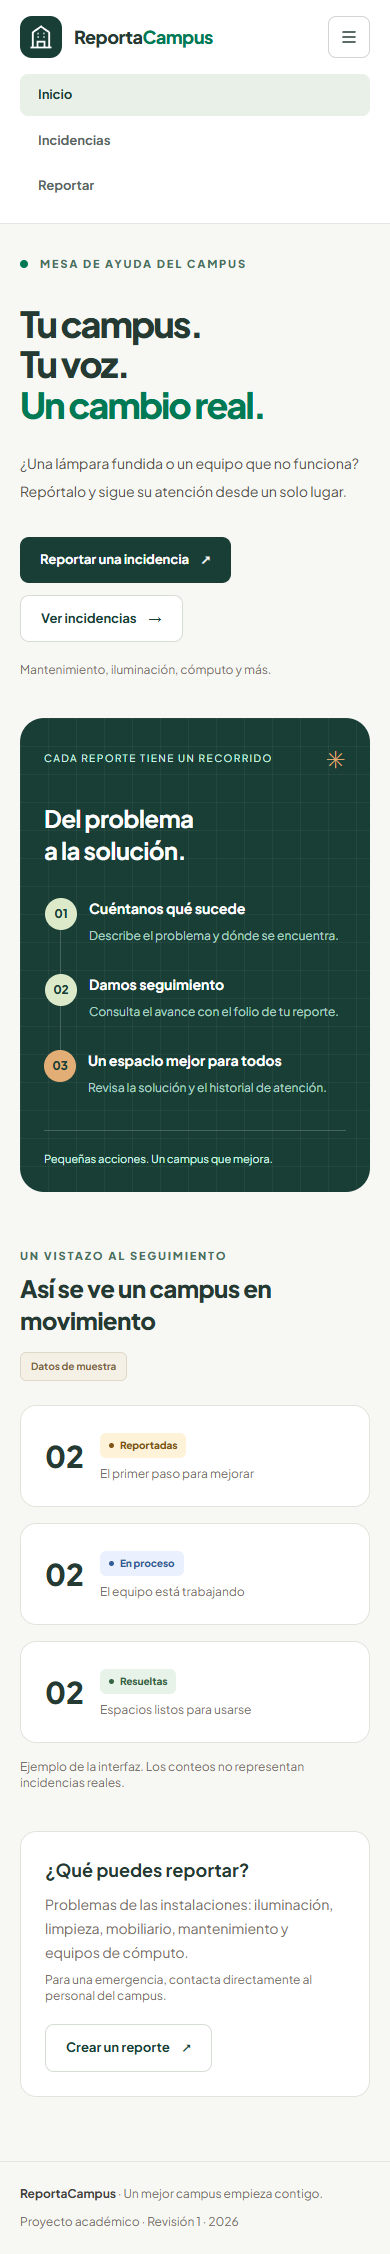 ReportaCampus
Inicio
Incidencias
Reportar
MESA DE AYUDA DEL CAMPUS
Tu campus.
Tu voz.
Un cambio real.
¿Una lámpara fundida o un equipo que no funciona?
Repórtalo y sigue su atención desde un solo lugar.
Reportar una incidencia ↗
Ver incidencias →
Mantenimiento, iluminación, cómputo y más.
CADA REPORTE TIENE UN RECORRIDO
Del problema
a la solución.
01 Cuéntanos qué sucede
Describe el problema y dónde se encuentra.
02 Damos seguimiento
Consulta el avance con el folio de tu reporte.
03 Un espacio mejor para todos
Revisa la solución y el historial de atención.
Pequeñas acciones. Un campus que mejora.
UN VISTAZO AL SEGUIMIENTO
Así se ve un campus en
movimiento
Datos de muestra
02 Reportadas
El primer paso para mejorar
02 En proceso
El equipo está trabajando
02 Resueltas
Espacios listos para usarse
Ejemplo de la interfaz. Los conteos no representan
incidencias reales.
¿Qué puedes reportar?
Problemas de las instalaciones: iluminación,
limpieza, mobiliario, mantenimiento y
equipos de cómputo.
Para una emergencia, contacta directamente al
personal del campus.
Crear un reporte ↗
ReportaCampus · Un mejor campus empieza contigo.
Proyecto académico · Revisión 1 · 2026